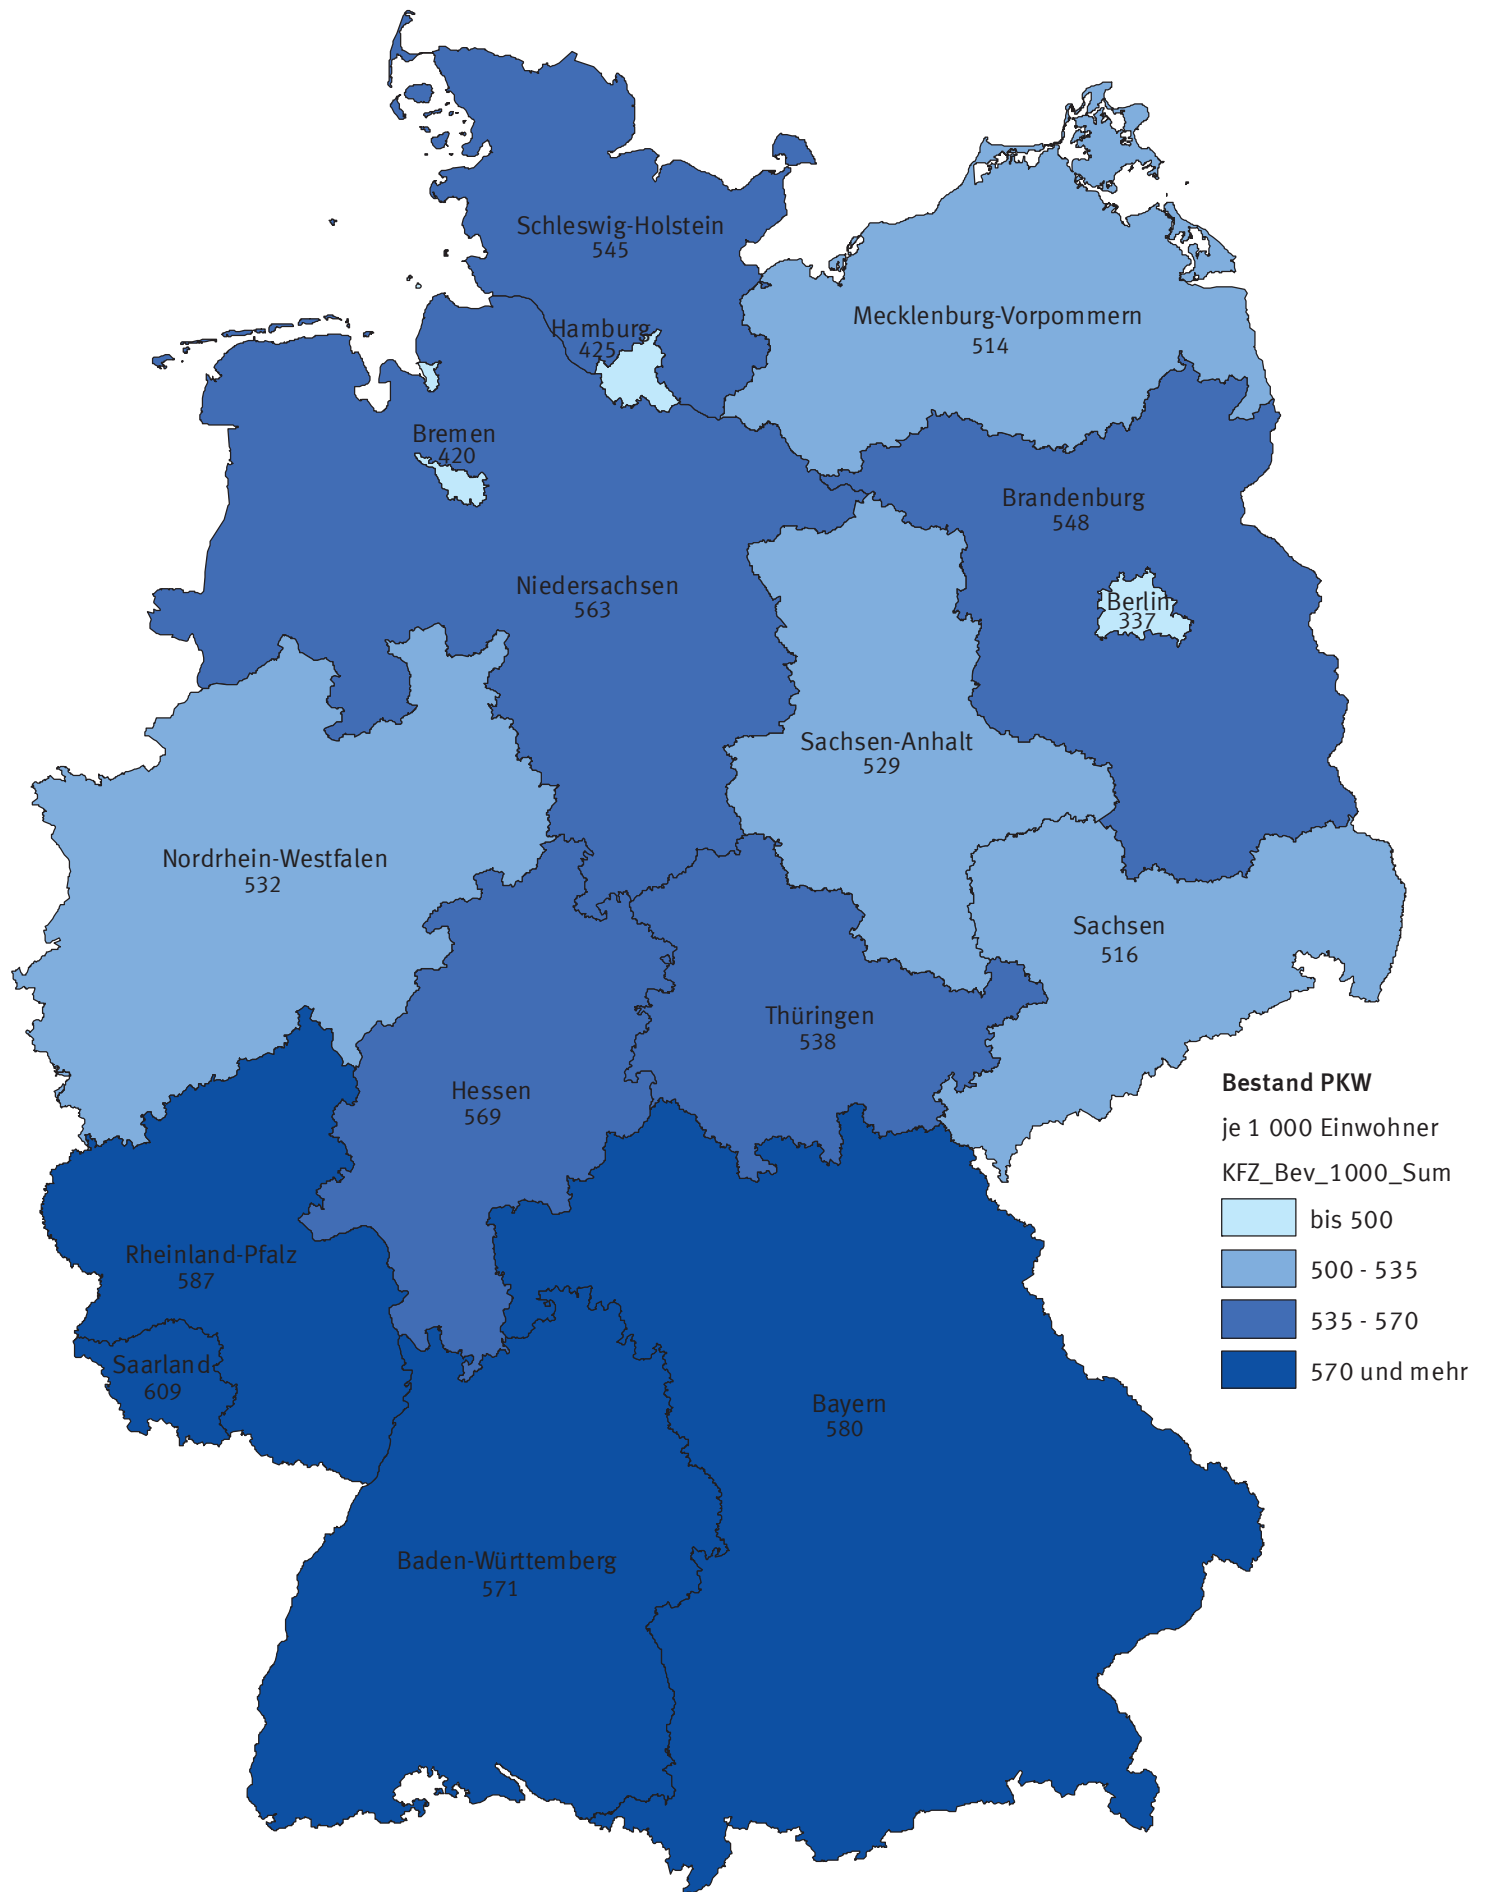 Schleswig-Holstein
545
Mecklenburg-Vorpommern
514
Hamburg
425
Bremen
420
Brandenburg
548
Niedersachsen
563
Berlin
337
Sachsen-Anhalt
529
Nordrhein-Westfalen
532
Sachsen
516
Thüringen
538
Hessen
569
Rheinland-Pfalz
587
Saarland
609
Bayern
580
Baden-Württemberg
571
Bestand PKW
je 1 000 Einwohner
KFZ_Bev_1000_Sum
bis 500
500 - 535
535 - 570
570 und mehr